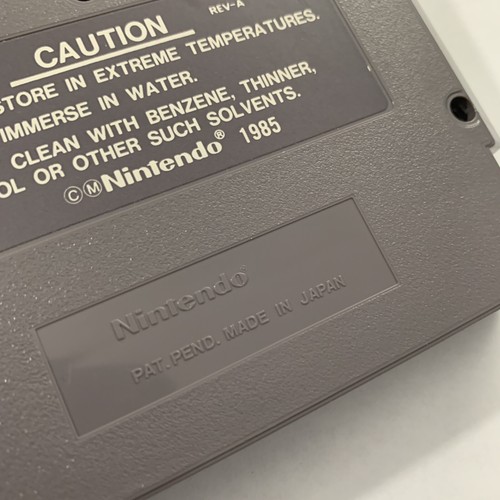 REV-A
CAUTION
STORE IN EXTREME TEMPERATURES.
IMMERSE IN WATER.
CLEAN WITH BENZENE, THINNER,
OL OR OTHER SUCH SOLVENTS.
©Ⓜ Nintendo® 1985
Nintendo®
PAT. PEND. MADE IN JAPAN